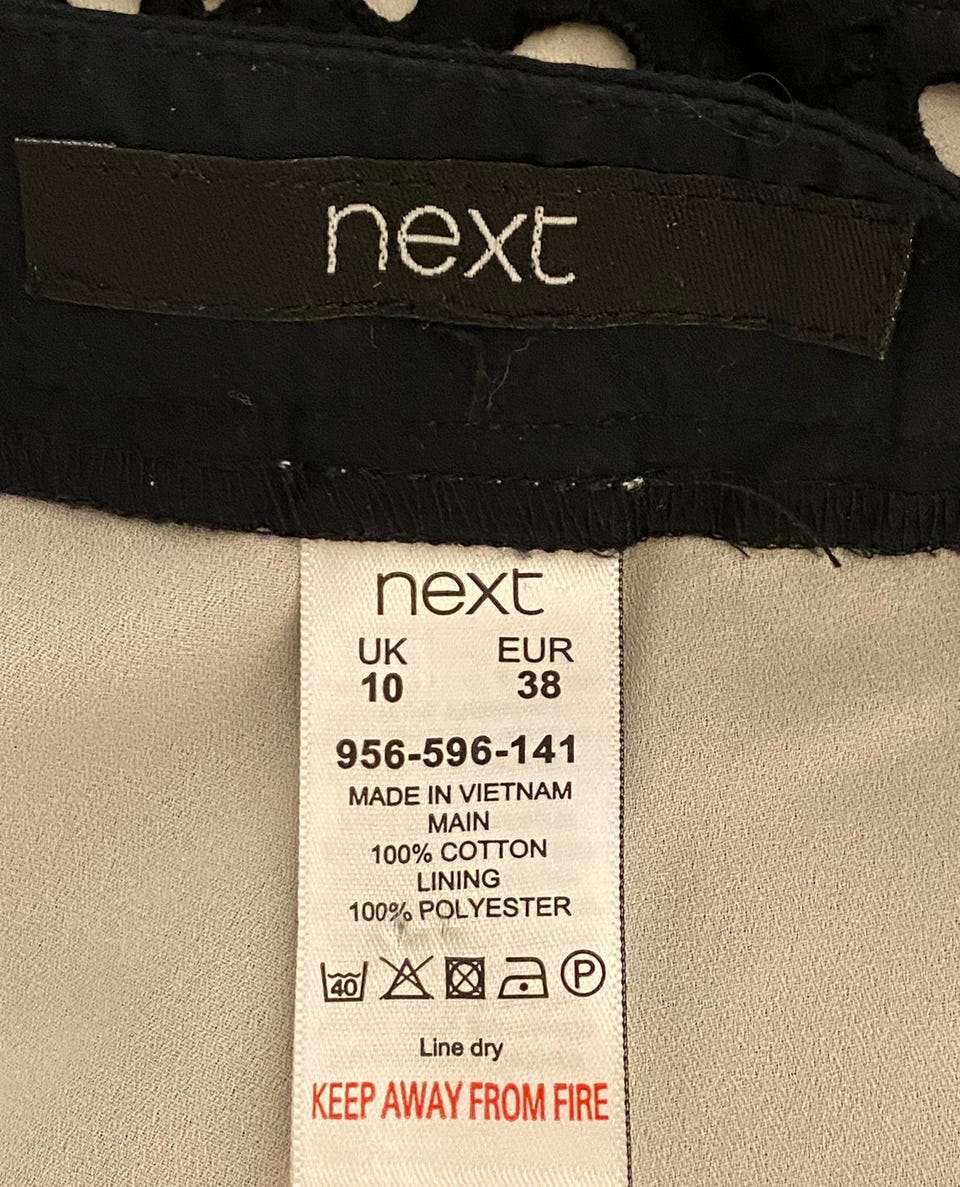 next
next
UK EUR
10 38
956-596-141
MADE IN VIETNAM
MAIN
100% COTTON
LINING
100% POLYESTER
40 P
Line dry
KEEP AWAY FROM FIRE